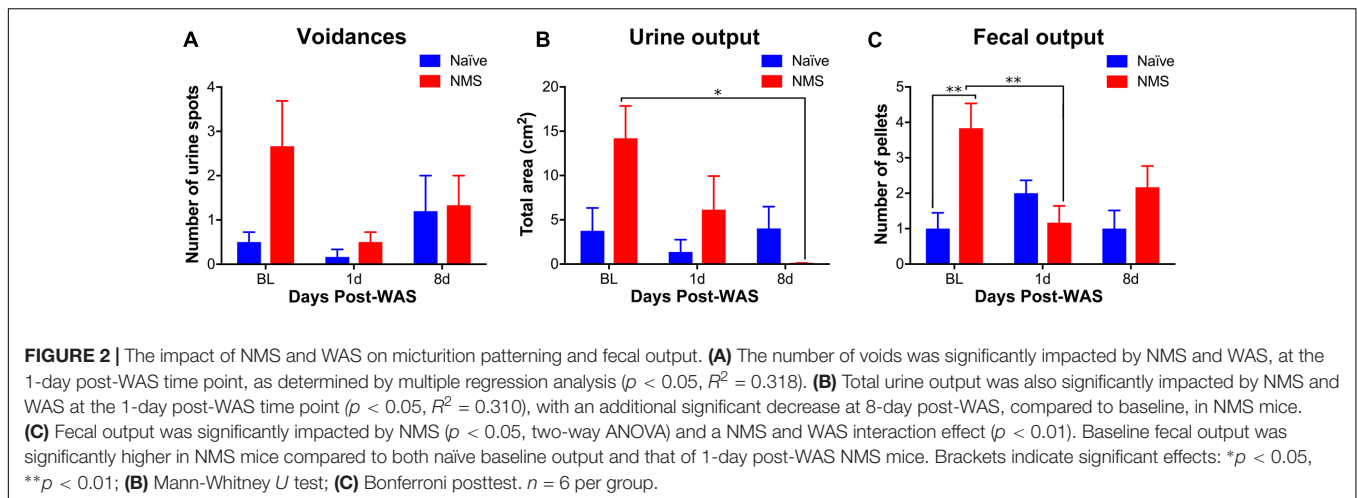 A Voidances
Naïve
NMS
Number of urine spots
4
3
2
1
0
BL 1d 8d
Days Post-WAS
B Urine output
Naïve
NMS
Total area (cm²)
20
15
10
5
0
*
BL 1d 8d
Days Post-WAS
C Fecal output
Naïve
NMS
Number of pellets
5
4
3
2
1
0
** **
BL 1d 8d
Days Post-WAS
FIGURE 2 | The impact of NMS and WAS on micturition patterning and fecal output. (A) The number of voids was significantly impacted by NMS and WAS, at the
1-day post-WAS time point, as determined by multiple regression analysis (p < 0.05, R² = 0.318). (B) Total urine output was also significantly impacted by NMS and
WAS at the 1-day post-WAS time point (p < 0.05, R² = 0.310), with an additional significant decrease at 8-day post-WAS, compared to baseline, in NMS mice.
(C) Fecal output was significantly impacted by NMS (p < 0.05, two-way ANOVA) and a NMS and WAS interaction effect (p < 0.01). Baseline fecal output was
significantly higher in NMS mice compared to both naïve baseline output and that of 1-day post-WAS NMS mice. Brackets indicate significant effects: *p < 0.05,
**p < 0.01; (B) Mann-Whitney U test; (C) Bonferroni posttest. n = 6 per group.